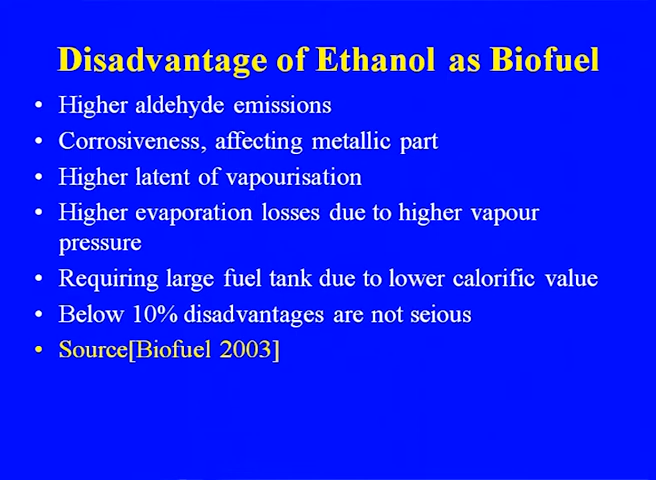 Disadvantage of Ethanol as Biofuel
• Higher aldehyde emissions
• Corrosiveness, affecting metallic part
• Higher latent of vapourisation
• Higher evaporation losses due to higher vapour
pressure
• Requiring large fuel tank due to lower calorific value
• Below 10% disadvantages are not seious
• Source[Biofuel 2003]